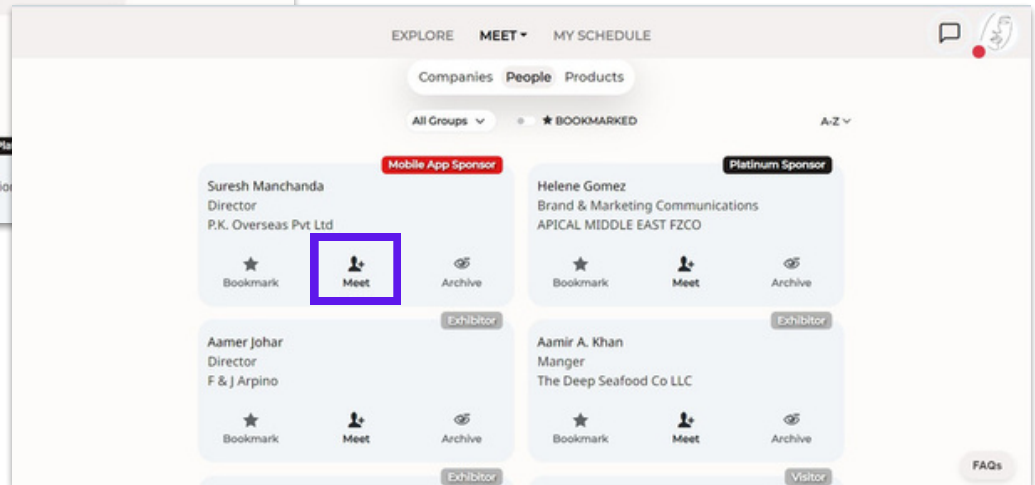 EXPLORE MEET MY SCHEDULE
Companies People Products
All Groups BOOKMARKED A-Z
Mobile App Sponsor
Suresh Manchanda
Director
P.K. Overseas Pvt Ltd
Bookmark Meet Archive
Platinum Sponsor
Helene Gomez
Brand & Marketing Communications
APICAL MIDDLE EAST FZCO
Bookmark Meet Archive
Exhibitor
Aamer Johar
Director
F & J Arpino
Bookmark Meet Archive
Exhibitor
Aamir A. Khan
Manger
The Deep Seafood Co LLC
Bookmark Meet Archive
Exhibitor
Visitor
FAQs